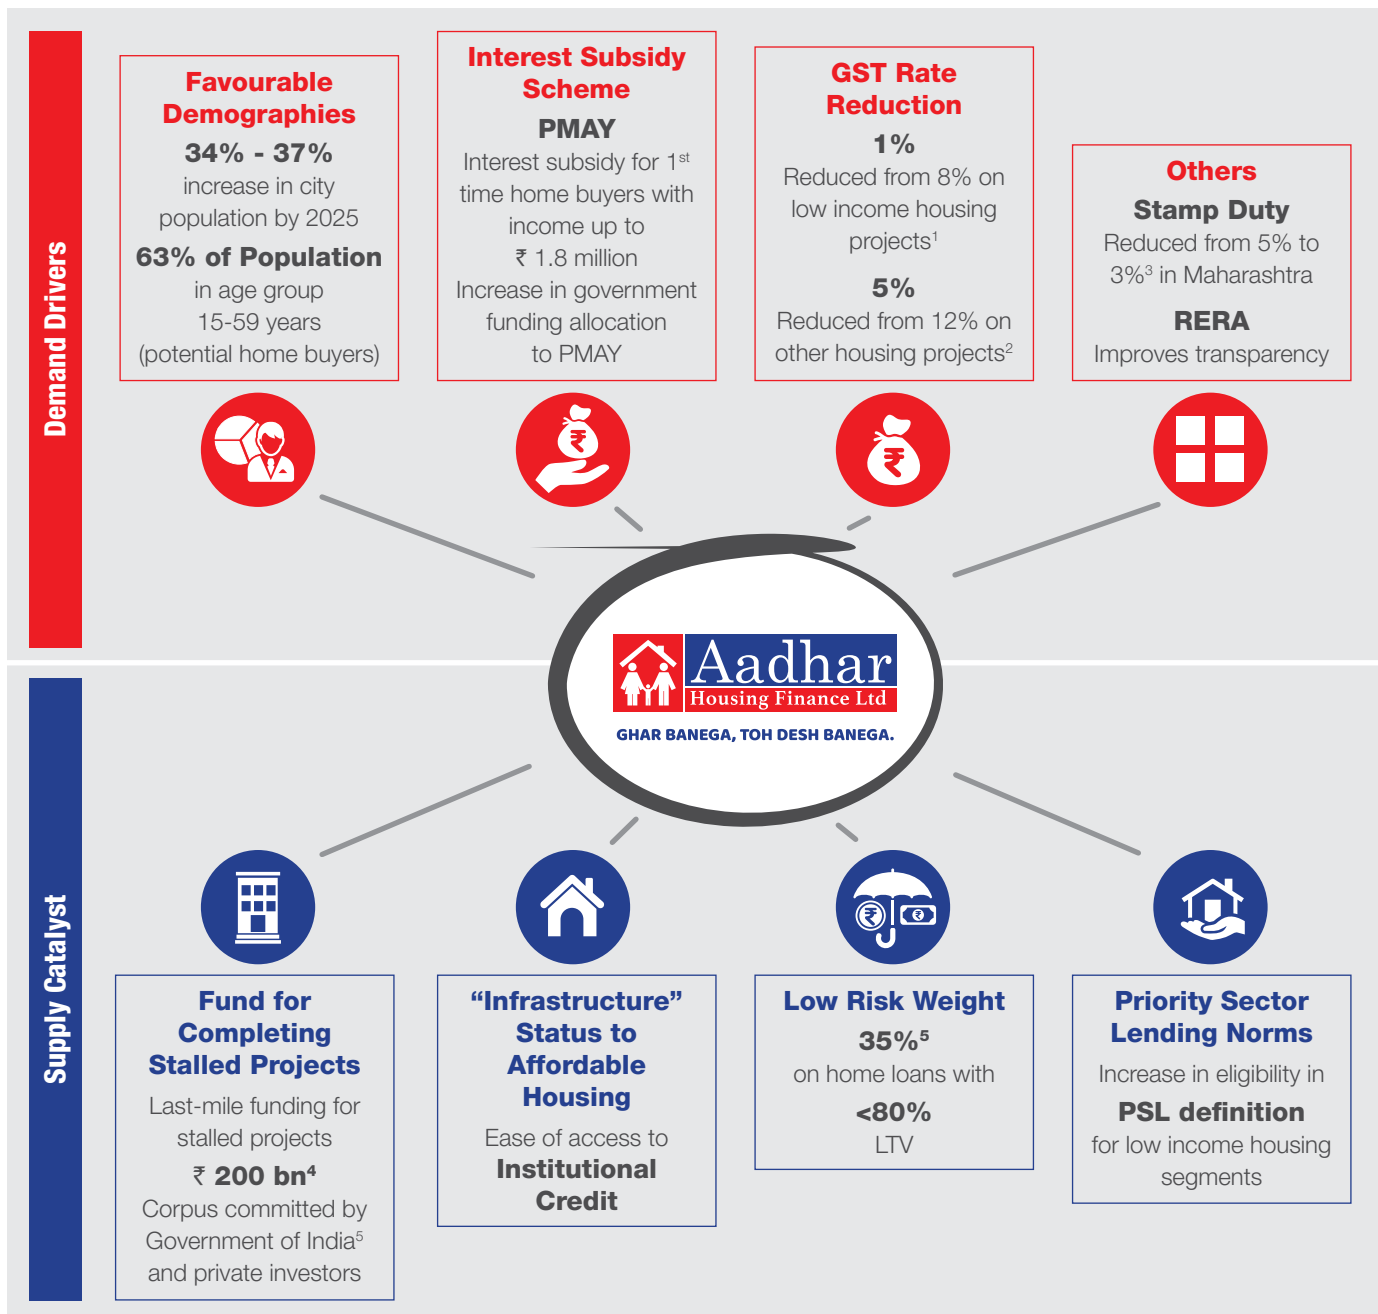 Demand Drivers
Favourable
Demographies
34% - 37%
increase in city
population by 2025
63% of Population
in age group
15-59 years
(potential home buyers)
Interest Subsidy
Scheme
PMAY
Interest subsidy for 1st
time home buyers with
income up to
₹ 1.8 million
Increase in government
funding allocation
to PMAY
GST Rate
Reduction
1%
Reduced from 8% on
low income housing
projects1
5%
Reduced from 12% on
other housing projects2
Others
Stamp Duty
Reduced from 5% to
3%3 in Maharashtra
RERA
Improves transparency
₹
₹
Aadhar
Housing Finance Ltd
GHAR BANEGA, TOH DESH BANEGA.
Supply Catalyst
₹ ₹
Fund for
Completing
Stalled Projects
Last-mile funding for
stalled projects
₹ 200 bn4
Corpus committed by
Government of India5
and private investors
“Infrastructure”
Status to
Affordable
Housing
Ease of access to
Institutional
Credit
Low Risk Weight
35%5
on home loans with
<80%
LTV
Priority Sector
Lending Norms
Increase in eligibility in
PSL definition
for low income housing
segments